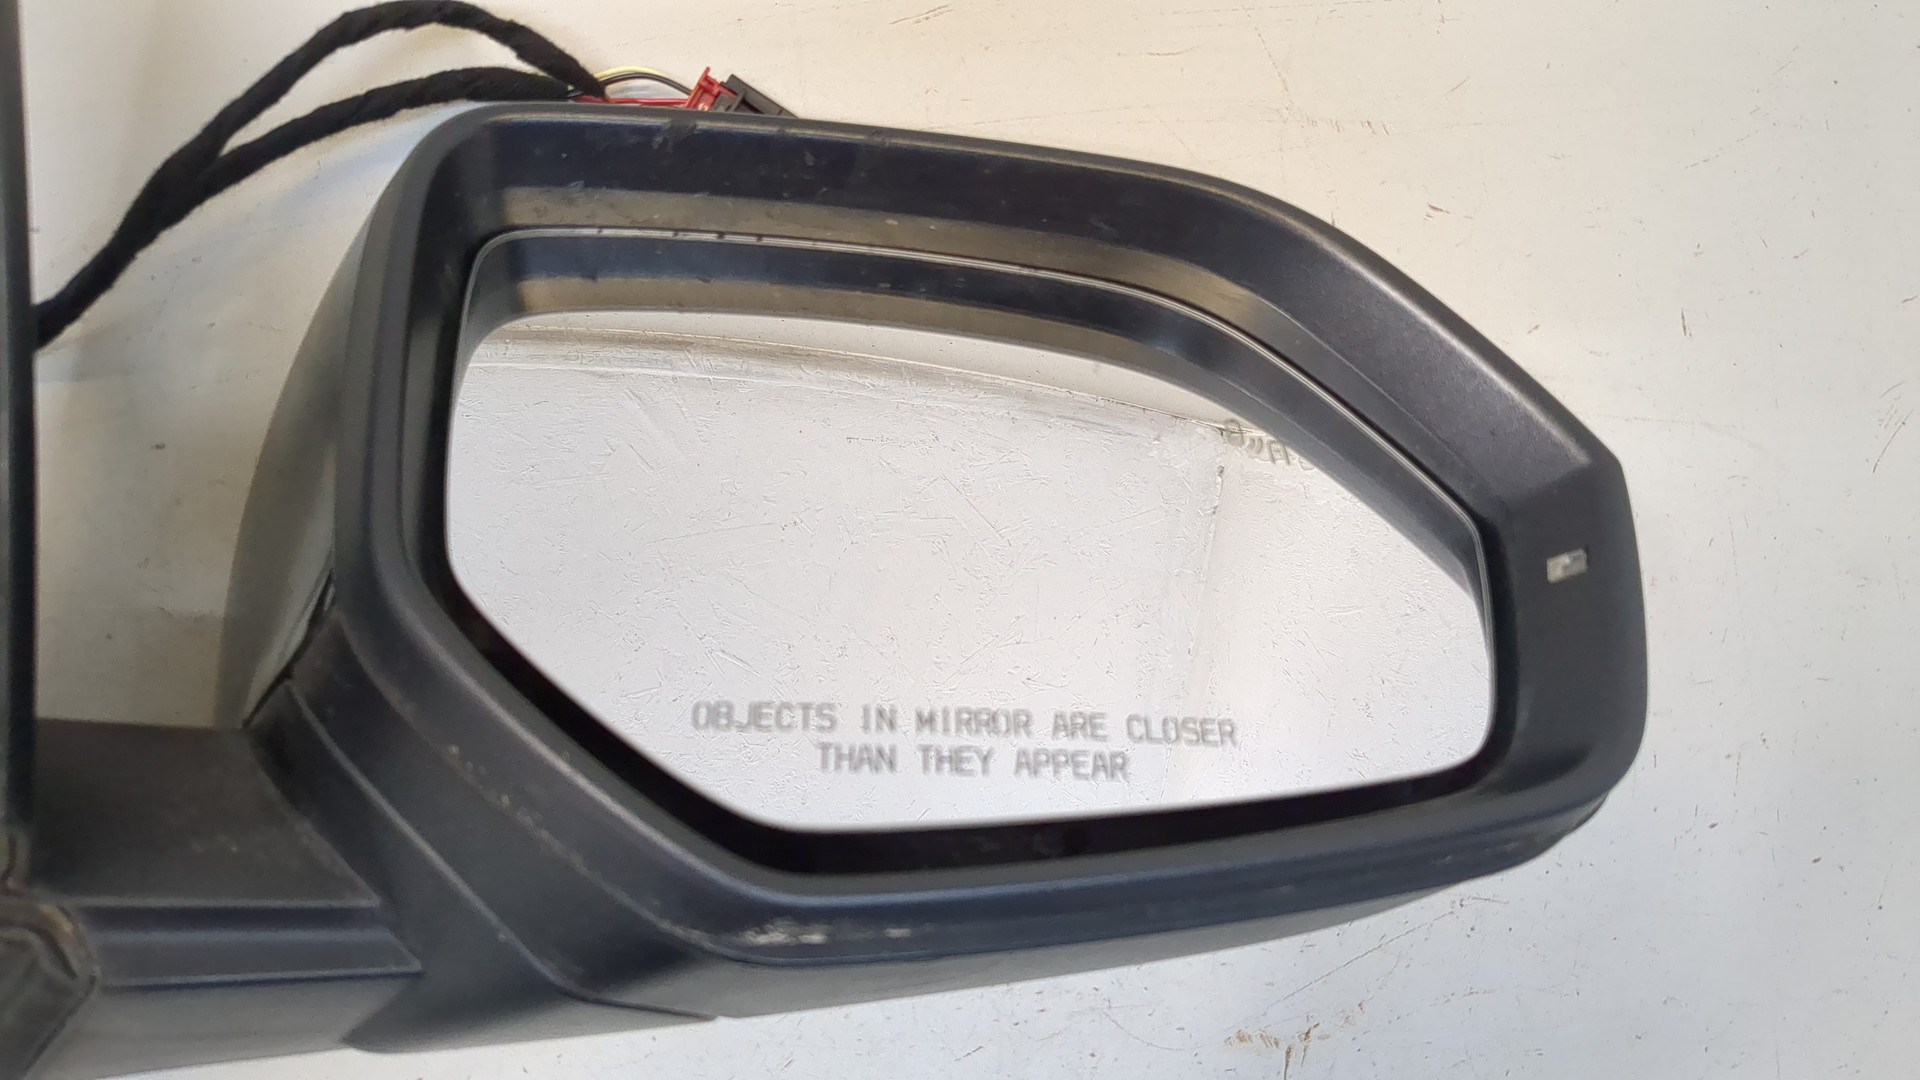 OBJECTS IN MIRROR ARE CLOSER
THAN THEY APPEAR